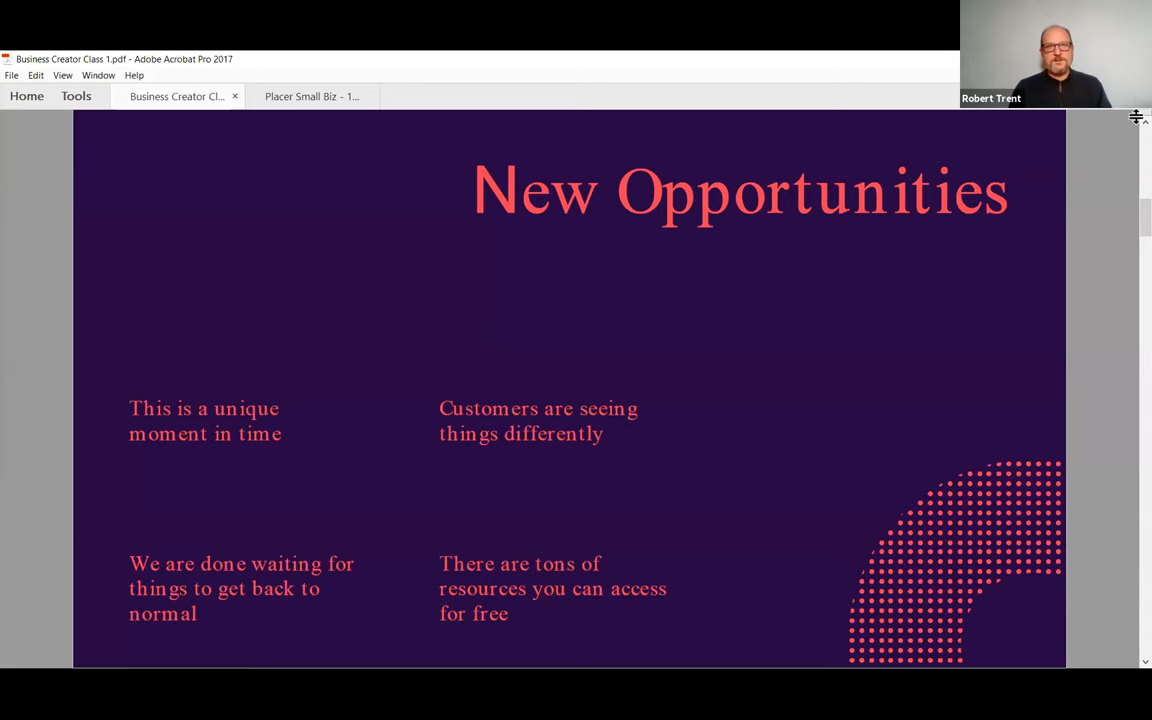 Business Creator Class 1.pdf - Adobe Acrobat Pro 2017
File Edit View Window Help
Home Tools Business Creator Cl... × Placer Small Biz - 1...
Robert Trent
New Opportunities
This is a unique
moment in time
Customers are seeing
things differently
We are done waiting for
things to get back to
normal
There are tons of
resources you can access
for free